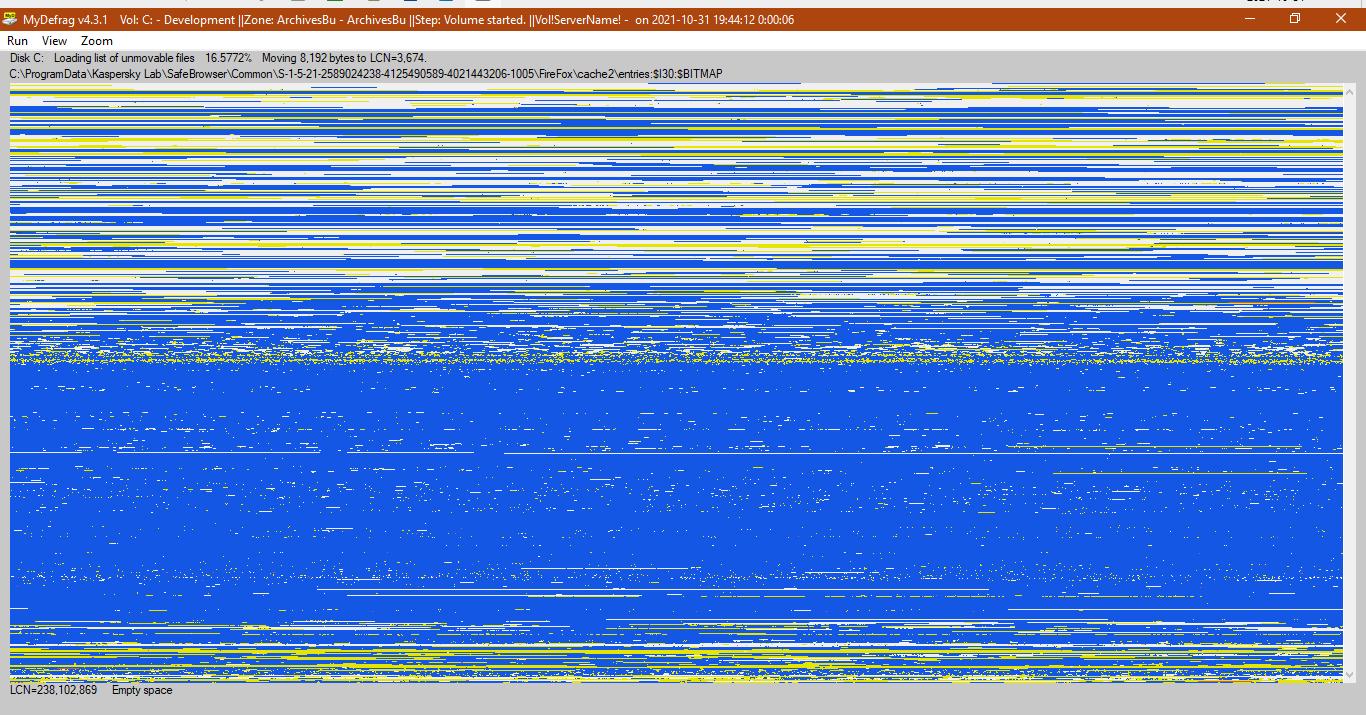 MyDefrag v4.3.1 Vol: C: - Development ||Zone: ArchivesBu - ArchivesBu ||Step: Volume started. ||Vol!ServerName! - on 2021-10-31 19:44:12 0:00:06
Run View Zoom
Disk C: Loading list of unmovable files 16.5772% Moving 8,192 bytes to LCN=3,674.
C:\ProgramData\Kaspersky Lab\SafeBrowser\Common\S-1-5-21-2589024238-4125490589-4021443206-1005\FireFox\cache2\entries:$I30:$BITMAP
LCN=238,102,869 Empty space